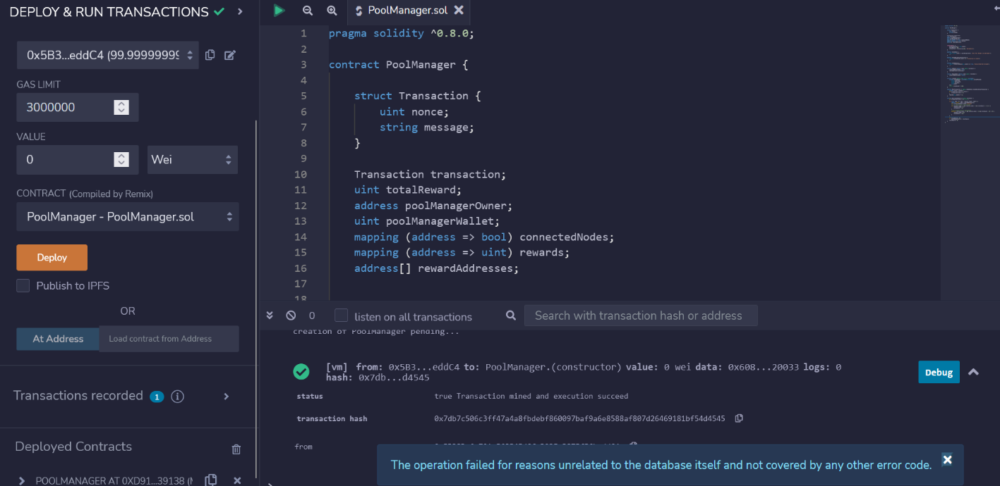 DEPLOY & RUN TRANSACTIONS
0x5B3...eddC4 (99.9999999
GAS LIMIT
3000000
VALUE
0
Wei
CONTRACT (Compiled by Remix)
PoolManager - PoolManager.sol
Deploy
Publish to IPFS
OR
At Address
Load contract from Address
Transactions recorded 1 i
Deployed Contracts
POOLMANAGER AT 0XD91...39138
PoolManager.sol
1 pragma solidity ^0.8.0;
2
3 contract PoolManager {
4
5 struct Transaction {
6 uint nonce;
7 string message;
8 }
9
10 Transaction transaction;
11 uint totalReward;
12 address poolManagerOwner;
13 uint poolManagerWallet;
14 mapping (address => bool) connectedNodes;
15 mapping (address => uint) rewards;
16 address[] rewardAddresses;
17
18
0 listen on all transactions
Search with transaction hash or address
creation of PoolManager pending...
[vm] from: 0x5B3...eddC4 to: PoolManager.(constructor) value: 0 wei data: 0x608...20033 logs: 0
hash: 0x7db...d4545
Debug
status true Transaction mined and execution succeed
transaction hash 0x7db7c506c3ff47a4a8fbdebf860097baf9a6e8588af807d26469181bf54d4545
from
The operation failed for reasons unrelated to the database itself and not covered by any other error code.